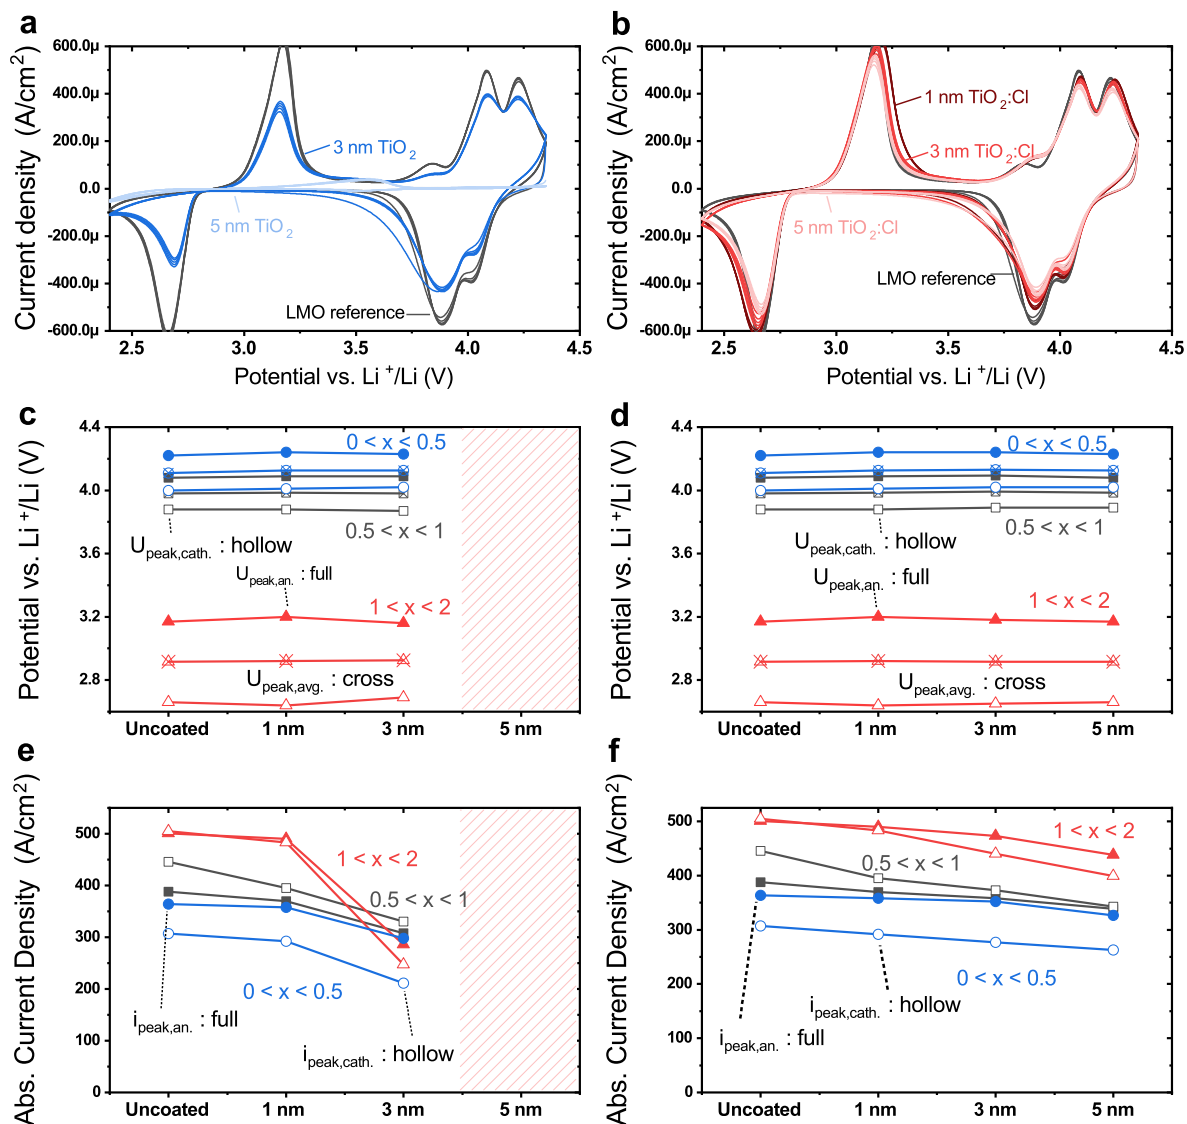 a
600.0µ
400.0µ
200.0µ
0.0
-200.0µ
-400.0µ
-600.0µ
Current density (A/cm²)
3 nm TiO₂
5 nm TiO₂
LMO reference
2.5
3.0
3.5
4.0
4.5
Potential vs. Li⁺/Li (V)
b
600.0µ
400.0µ
200.0µ
0.0
-200.0µ
-400.0µ
-600.0µ
Current density (A/cm²)
1 nm TiO₂:Cl
3 nm TiO₂:Cl
5 nm TiO₂:Cl
LMO reference
2.5
3.0
3.5
4.0
4.5
Potential vs. Li⁺/Li (V)
c
4.4
4.0
3.6
3.2
2.8
Potential vs. Li⁺/Li (V)
0 < x < 0.5
0.5 < x < 1
U peak,cath. : hollow
U peak,an. : full
1 < x < 2
U peak,avg. : cross
Uncoated
1 nm
3 nm
5 nm
d
4.4
4.0
3.6
3.2
2.8
Potential vs. Li⁺/Li (V)
0 < x < 0.5
0.5 < x < 1
U peak,cath. : hollow
U peak,an. : full
1 < x < 2
U peak,avg. : cross
Uncoated
1 nm
3 nm
5 nm
e
500
400
300
200
100
0
Abs. Current Density (A/cm²)
1 < x < 2
0.5 < x < 1
0 < x < 0.5
i peak,an. : full
i peak,cath. : hollow
Uncoated
1 nm
3 nm
5 nm
f
500
400
300
200
100
0
Abs. Current Density (A/cm²)
1 < x < 2
0.5 < x < 1
0 < x < 0.5
i peak,cath. : hollow
i peak,an. : full
Uncoated
1 nm
3 nm
5 nm